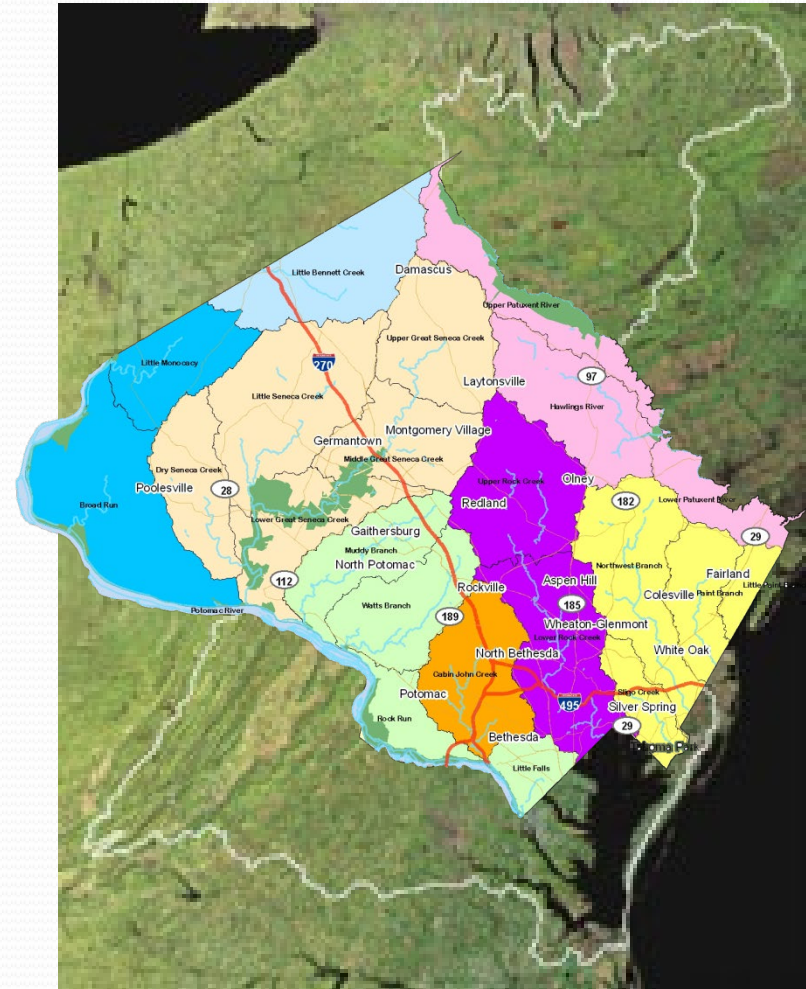 Little Bennett Creek
Damascus
Upper Patuxent River
Upper Great Seneca Creek
Little Monocacy
270
97
Laytonsville
Little Seneca Creek
Hawlings River
Montgomery Village
Germantown
Middle Great Seneca Creek
Dry Seneca Creek
Poolesville
28
Upper Rock Creek
Olney
182
Lower Patuxent River
Broad Run
Redland
Lower Great Seneca Creek
Gaithersburg
29
Muddy Branch
North Potomac
Northwest Branch
Fairland
112
Aspen Hill
Rockville
Colesville
Paint Branch
Little Paint
Watts Branch
185
Potomac River
189
Wheaton-Glenmont
Lower Rock Creek
North Bethesda
White Oak
Cabin John Creek
Potomac
Sligo Creek
495
Silver Spring
Rock Run
29
Bethesda
Takoma Park
Little Falls